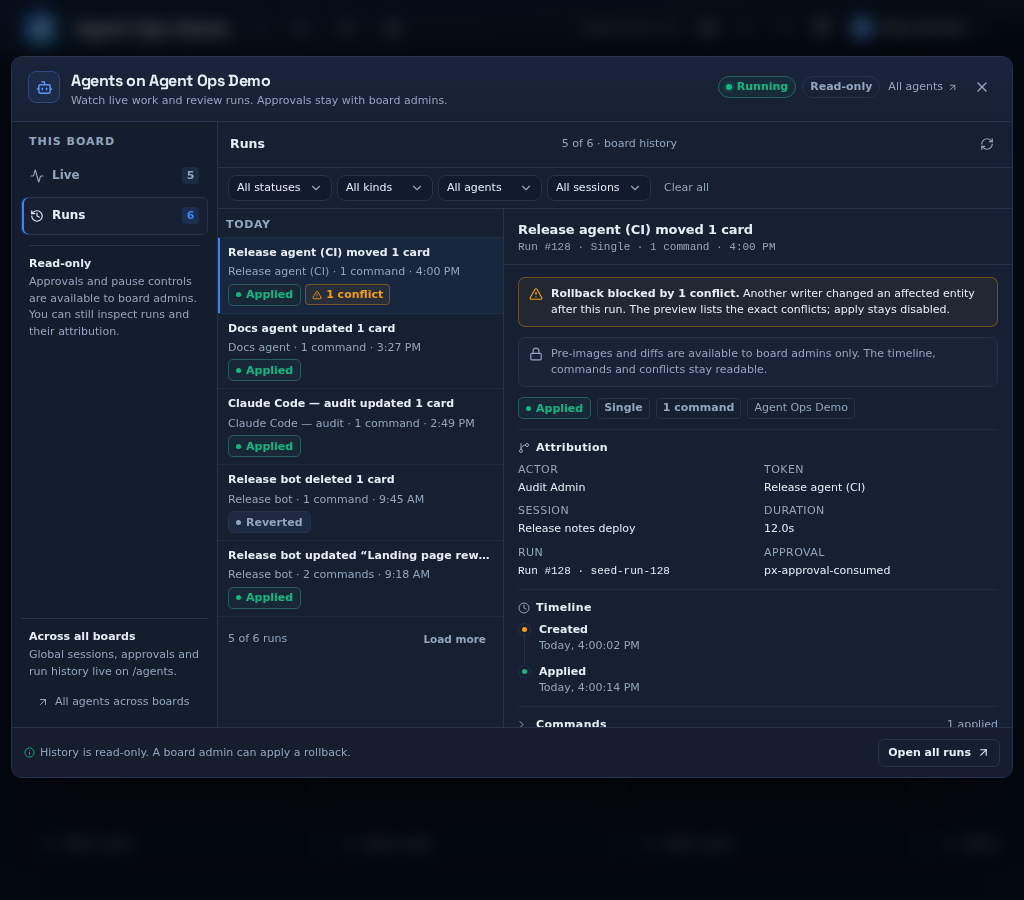 Agents on Agent Ops Demo
Watch live work and review runs. Approvals stay with board admins.
Running
Read-only
All agents
THIS BOARD
Live
5
Runs
6
Read-only
Approvals and pause controls
are available to board admins.
You can still inspect runs and
their attribution.
Across all boards
Global sessions, approvals and
run history live on /agents.
All agents across boards
Runs
5 of 6 · board history
All statuses
All kinds
All agents
All sessions
Clear all
TODAY
Release agent (CI) moved 1 card
Release agent (CI) · 1 command · 4:00 PM
Applied
1 conflict
Docs agent updated 1 card
Docs agent · 1 command · 3:27 PM
Applied
Claude Code — audit updated 1 card
Claude Code — audit · 1 command · 2:49 PM
Applied
Release bot deleted 1 card
Release bot · 1 command · 9:45 AM
Reverted
Release bot updated “Landing page rew…
Release bot · 2 commands · 9:18 AM
Applied
5 of 6 runs
Load more
Release agent (CI) moved 1 card
Run #128 · Single · 1 command · 4:00 PM
Rollback blocked by 1 conflict. Another writer changed an affected entity
after this run. The preview lists the exact conflicts; apply stays disabled.
Pre-images and diffs are available to board admins only. The timeline,
commands and conflicts stay readable.
Applied
Single
1 command
Agent Ops Demo
Attribution
ACTOR
Audit Admin
TOKEN
Release agent (CI)
SESSION
Release notes deploy
DURATION
12.0s
RUN
Run #128 · seed-run-128
APPROVAL
px-approval-consumed
Timeline
Created
Today, 4:00:02 PM
Applied
Today, 4:00:14 PM
Commands
1 applied
History is read-only. A board admin can apply a rollback.
Open all runs